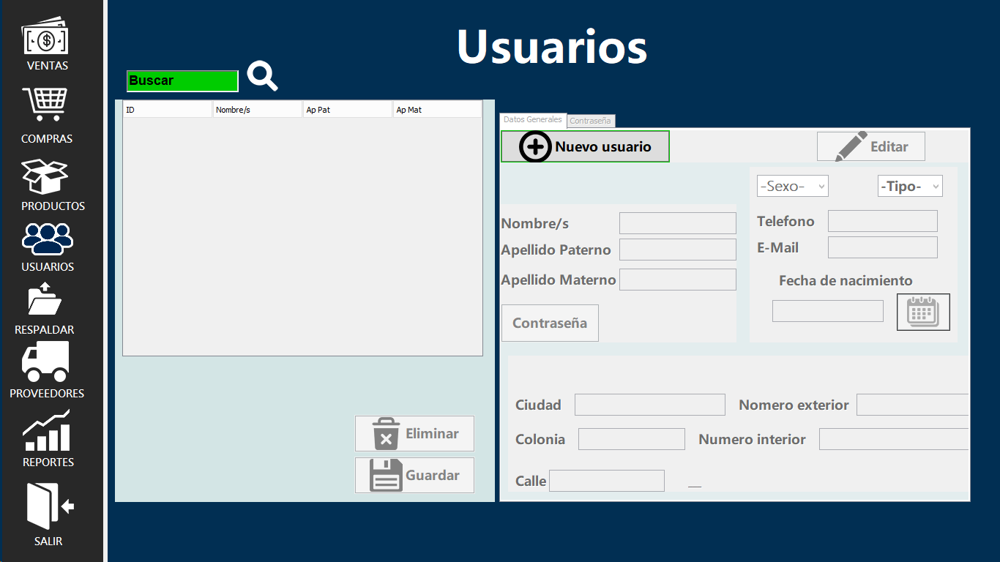 VENTAS
COMPRAS
PRODUCTOS
USUARIOS
RESPALDAR
PROVEEDORES
REPORTES
SALIR
Usuarios
Buscar
ID Nombre/s Ap Pat Ap Mat
Eliminar
Guardar
Datos Generales Contraseña
Nuevo usuario Editar
-Sexo- -Tipo-
Nombre/s
Apellido Paterno
Apellido Materno
Contraseña
Telefono
E-Mail
Fecha de nacimiento
Ciudad Nomero exterior
Colonia Numero interior
Calle